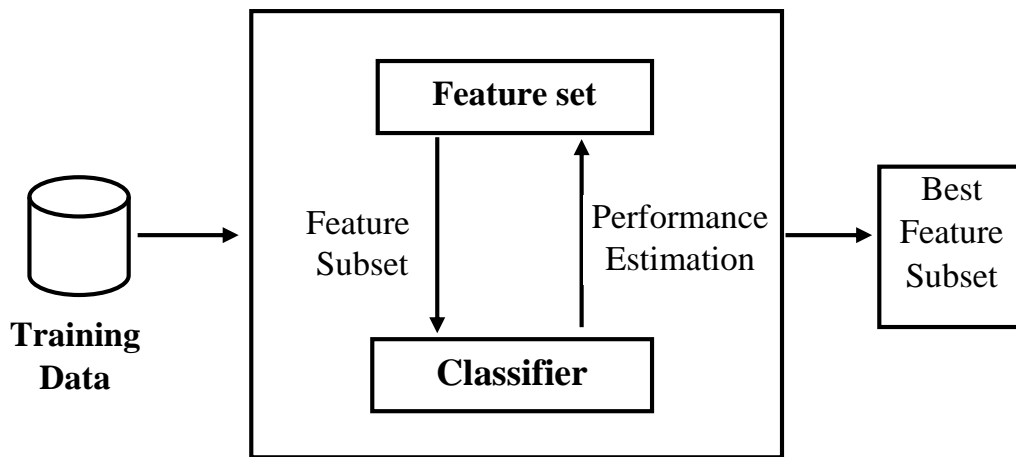 Training
Data
Feature set
Feature
Subset
Performance
Estimation
Classifier
Best
Feature
Subset